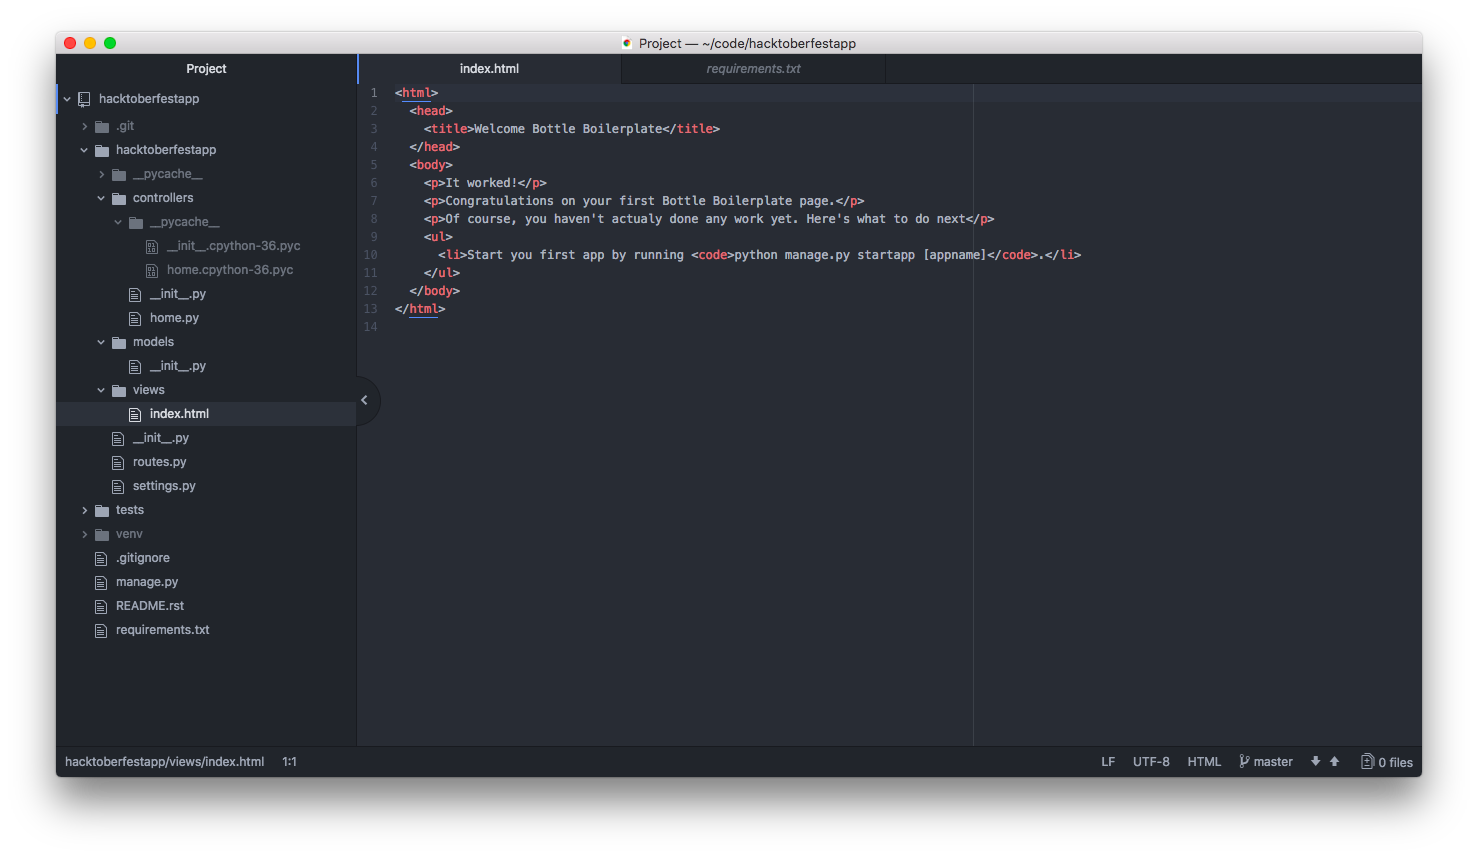 Project — ~/code/hacktoberfestapp
Project
index.html
requirements.txt
hacktoberfestapp
.git
hacktoberfestapp
__pycache__
controllers
__pycache__
__init__.cpython-36.pyc
home.cpython-36.pyc
__init__.py
home.py
models
__init__.py
views
index.html
__init__.py
routes.py
settings.py
tests
venv
.gitignore
manage.py
README.rst
requirements.txt
1 <html>
2 <head>
3 <title>Welcome Bottle Boilerplate</title>
4 </head>
5 <body>
6 <p>It worked!</p>
7 <p>Congratulations on your first Bottle Boilerplate page.</p>
8 <p>Of course, you haven't actualy done any work yet. Here's what to do next</p>
9 <ul>
10 <li>Start you first app by running <code>python manage.py startapp [appname]</code>.</li>
11 </ul>
12 </body>
13 </html>
14
hacktoberfestapp/views/index.html 1:1
LF UTF-8 HTML master 0 files